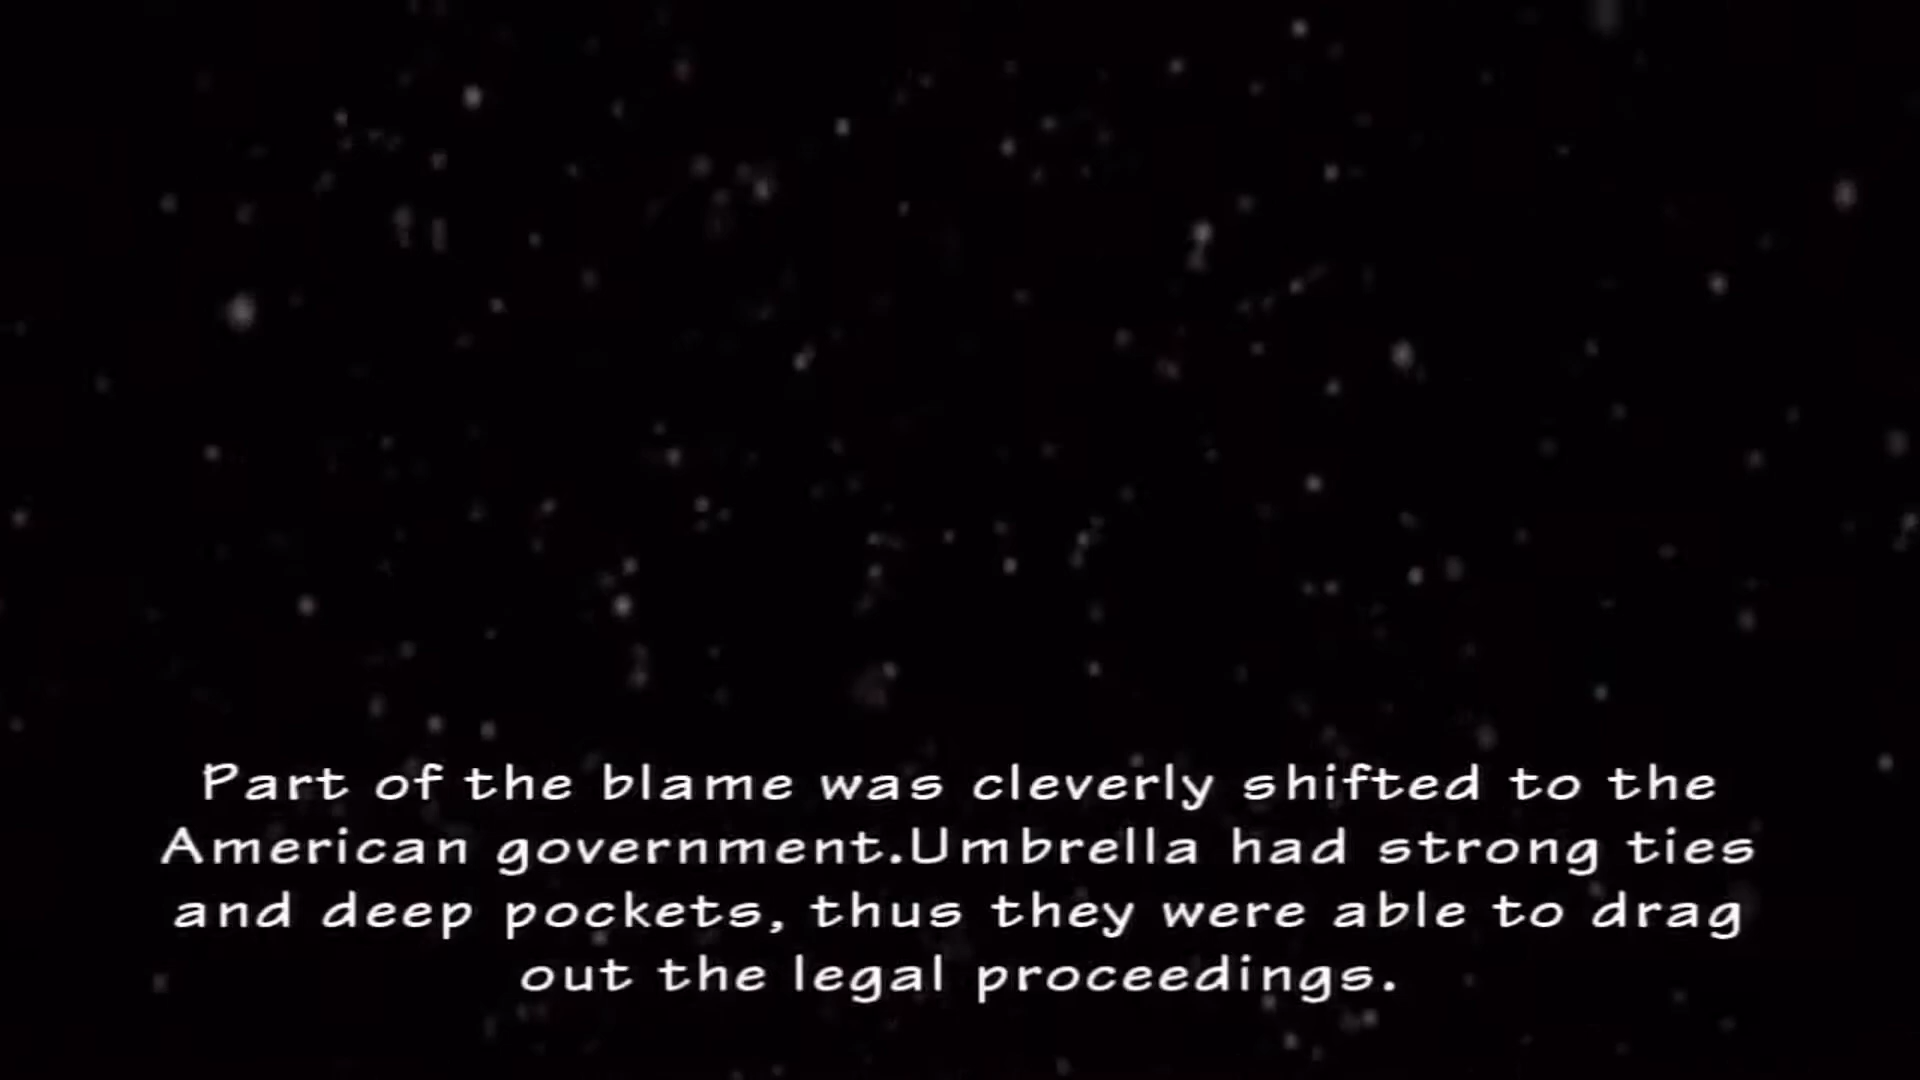 Part of the blame was cleverly shifted to the
American government.Umbrella had strong ties
and deep pockets, thus they were able to drag
out the legal proceedings.